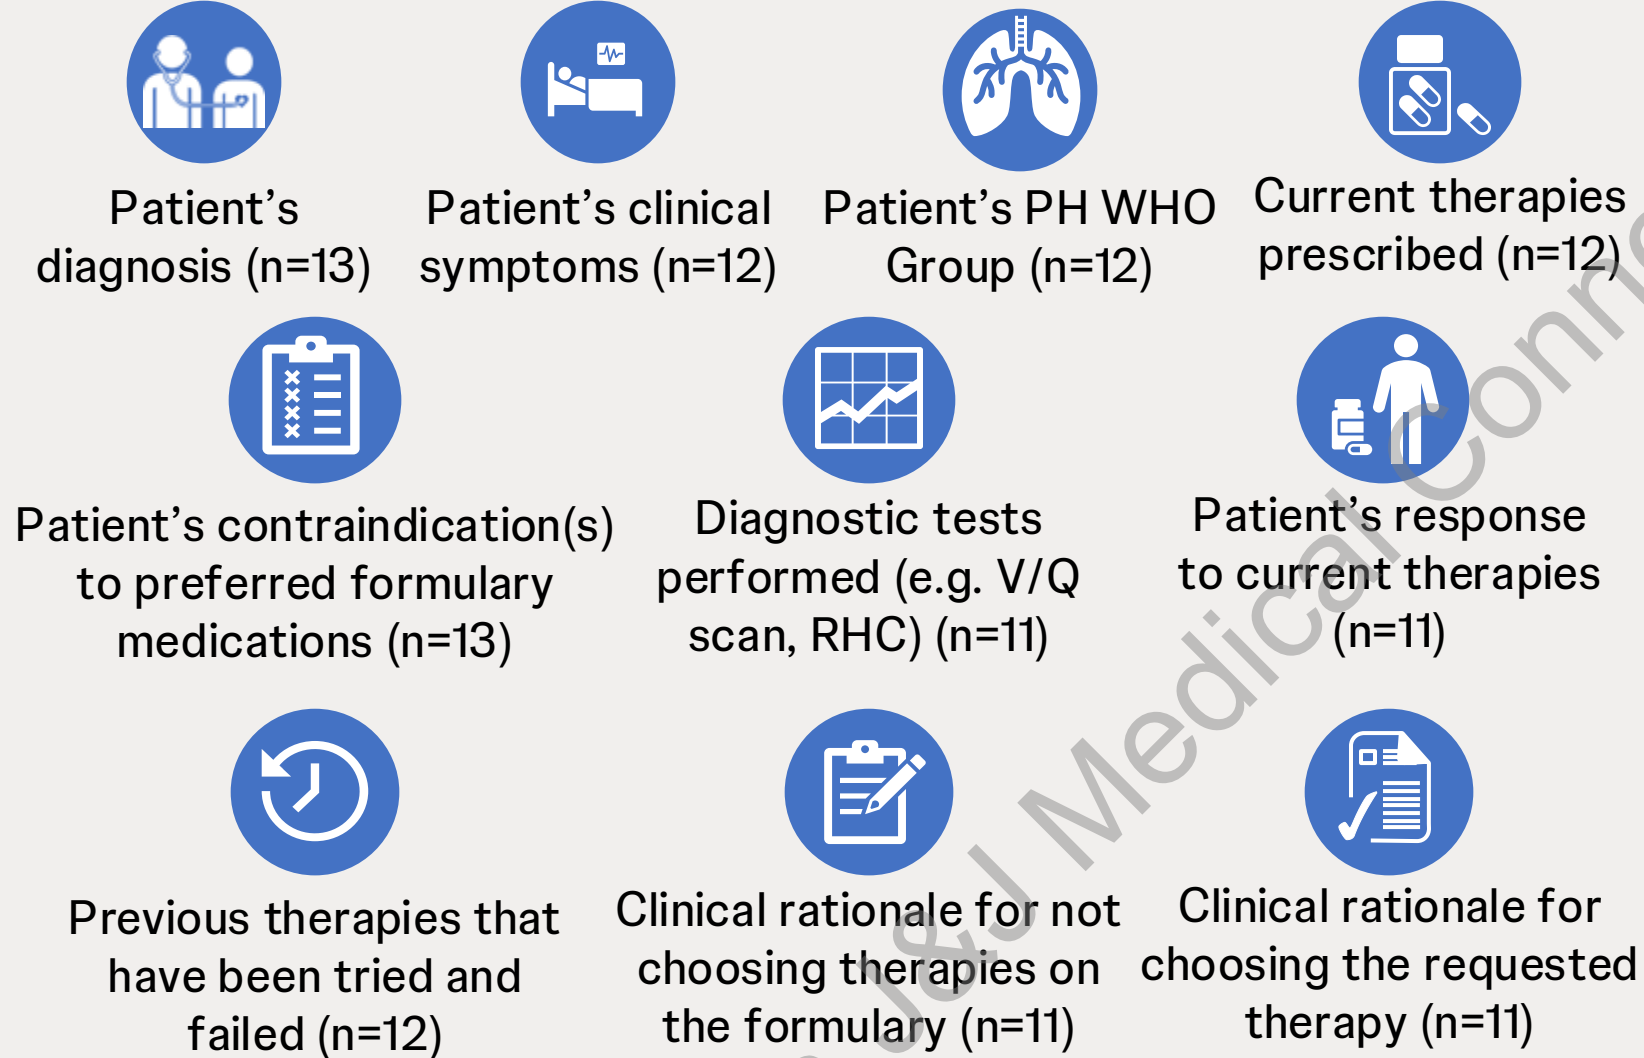 Patient's
diagnosis (n=13)
Patient's clinical
symptoms (n=12)
Patient's PH WHO
Group (n=12)
Current therapies
prescribed (n=12)
Patient's contraindication(s)
to preferred formulary
medications (n=13)
Diagnostic tests
performed (e.g. V/Q
scan, RHC) (n=11)
Patient's response
to current therapies
(n=11)
Previous therapies that
have been tried and
failed (n=12)
Clinical rationale for not
choosing therapies on
the formulary (n=11)
Clinical rationale for
choosing the requested
therapy (n=11)
J&J Medical